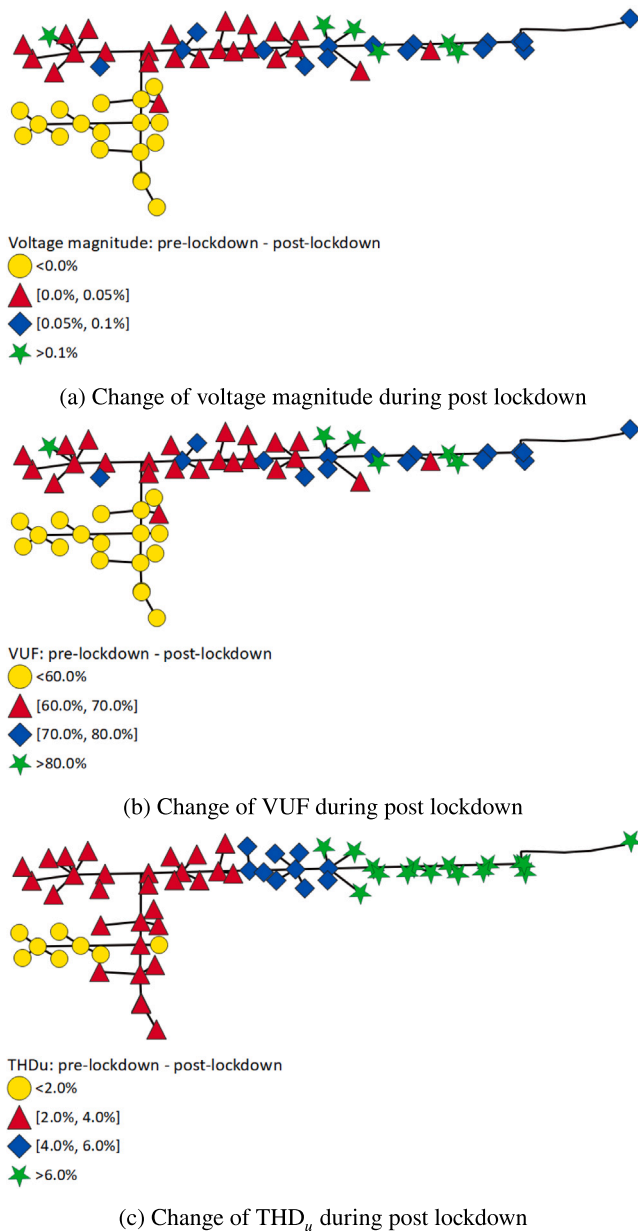 Voltage magnitude: pre-lockdown - post-lockdown
<0.0%
[0.0%, 0.05%]
[0.05%, 0.1%]
>0.1%
(a) Change of voltage magnitude during post lockdown
VUF: pre-lockdown - post-lockdown
<60.0%
[60.0%, 70.0%]
[70.0%, 80.0%]
>80.0%
(b) Change of VUF during post lockdown
THDu: pre-lockdown - post-lockdown
<2.0%
[2.0%, 4.0%]
[4.0%, 6.0%]
>6.0%
(c) Change of THDu during post lockdown